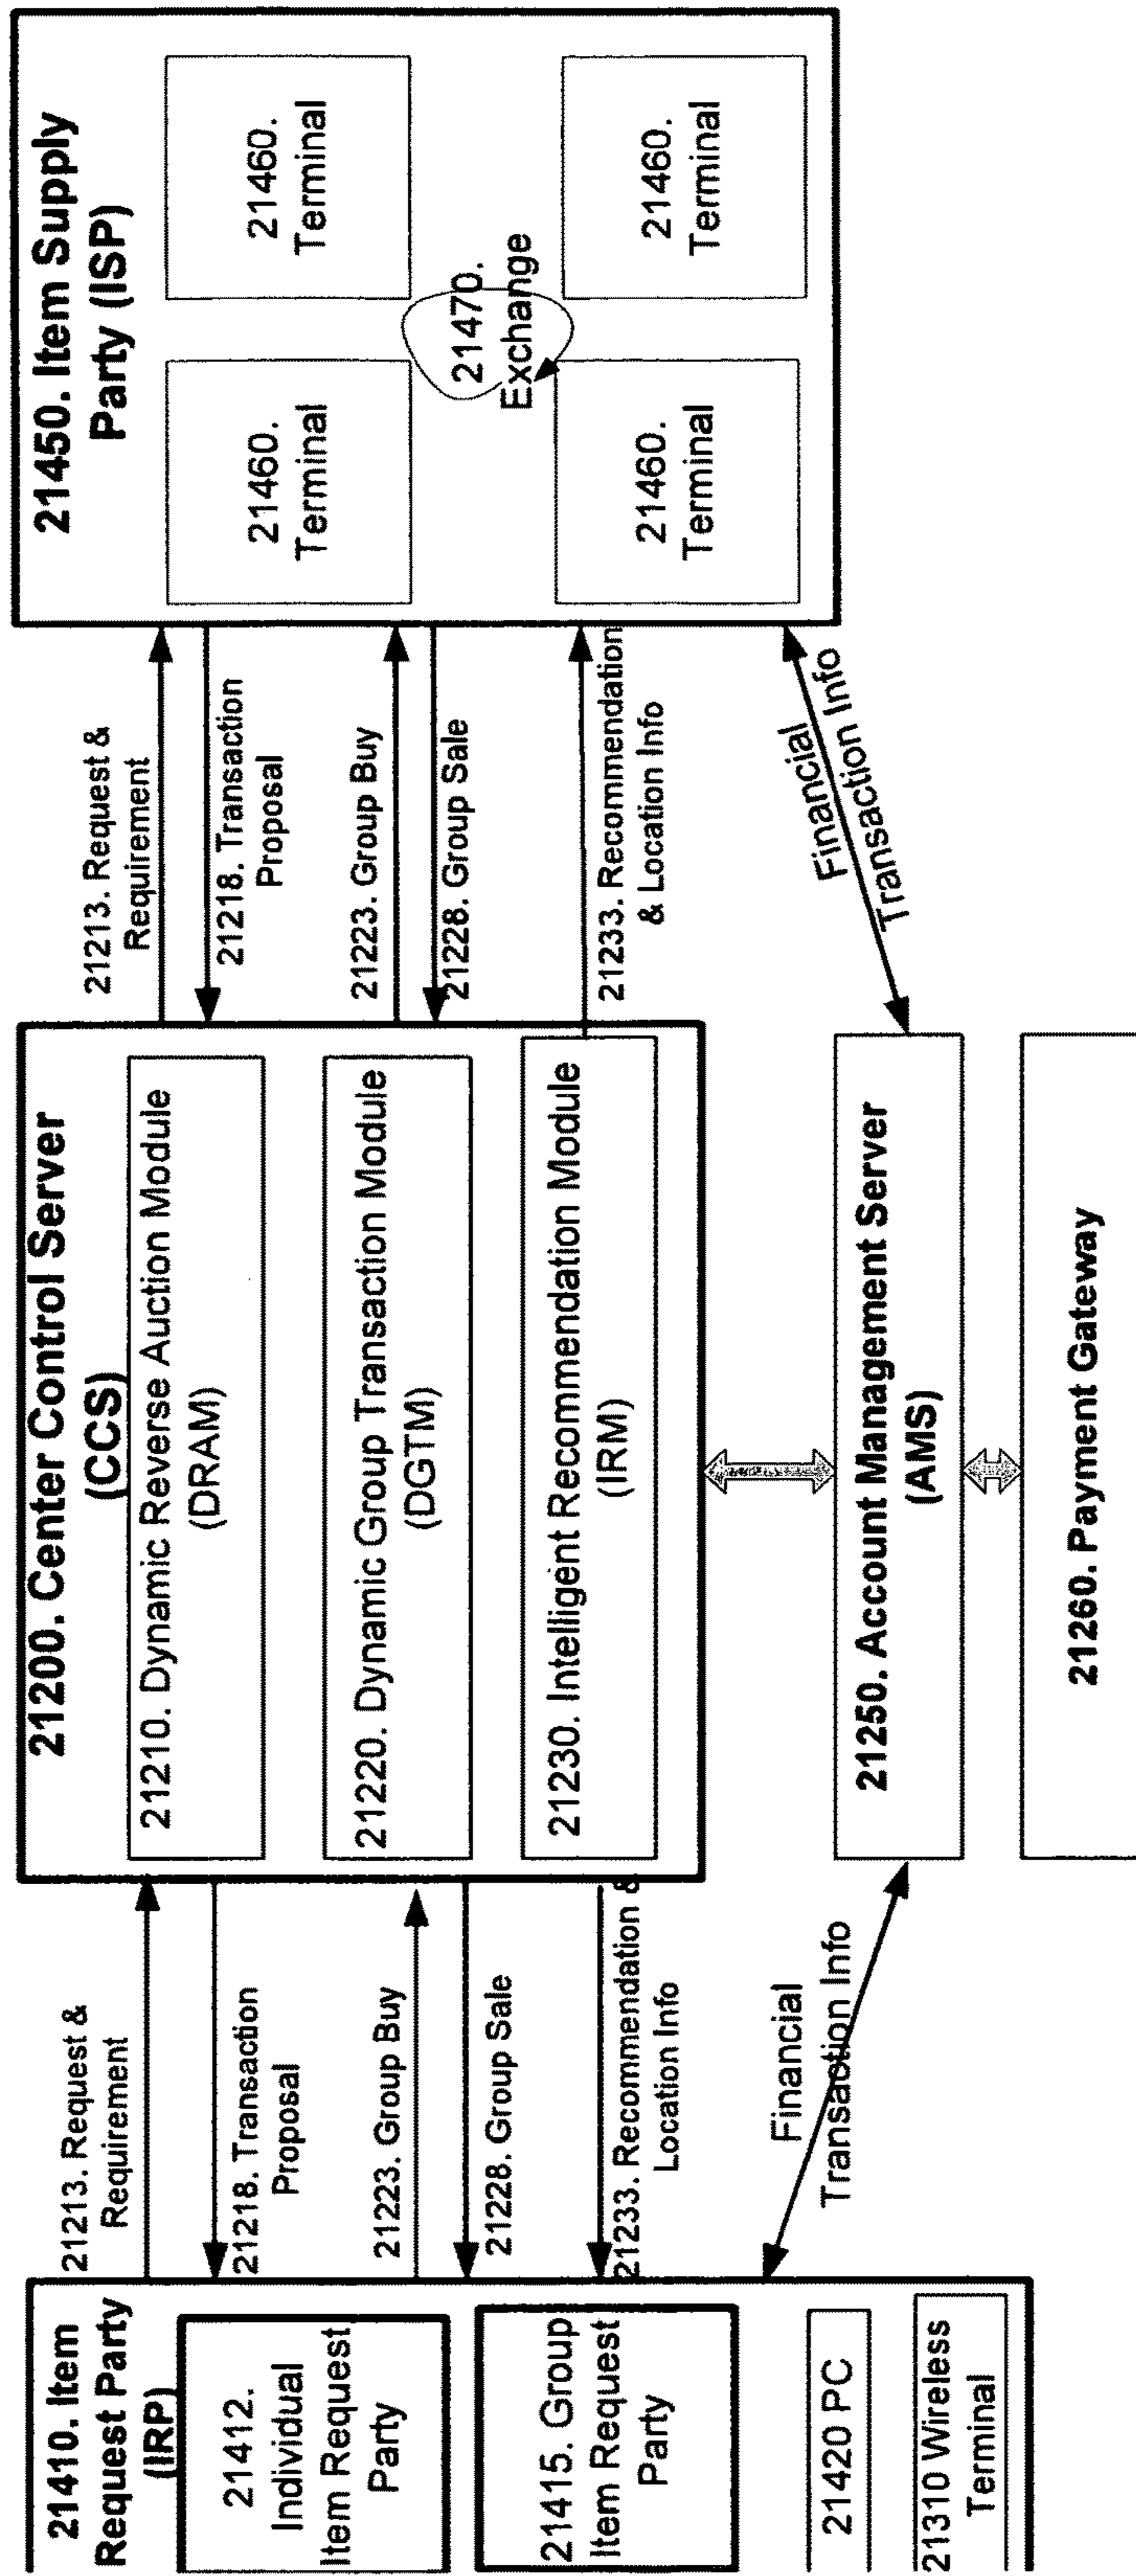 21410. Item
Request Party
(IRP)
21412.
Individual
Item Request
Party
21415. Group
Item Request
Party
21420 PC
21310 Wireless
Terminal
21213. Request &
Requirement
21218. Transaction
Proposal
21223. Group Buy
21228. Group Sale
21233. Recommendation &
Location Info
Financial
Transaction Info
21200. Center Control Server
(CCS)
21210. Dynamic Reverse Auction Module
(DRAM)
21220. Dynamic Group Transaction Module
(DGTM)
21230. Intelligent Recommendation Module
(IRM)
21250. Account Management Server
(AMS)
21260. Payment Gateway
21213. Request &
Requirement
21218. Transaction
Proposal
21223. Group Buy
21228. Group Sale
21233. Recommendation
& Location Info
Financial
Transaction Info
21450. Item Supply
Party (ISP)
21460.
Terminal
21460.
Terminal
21470.
Exchange
21460.
Terminal
21460.
Terminal